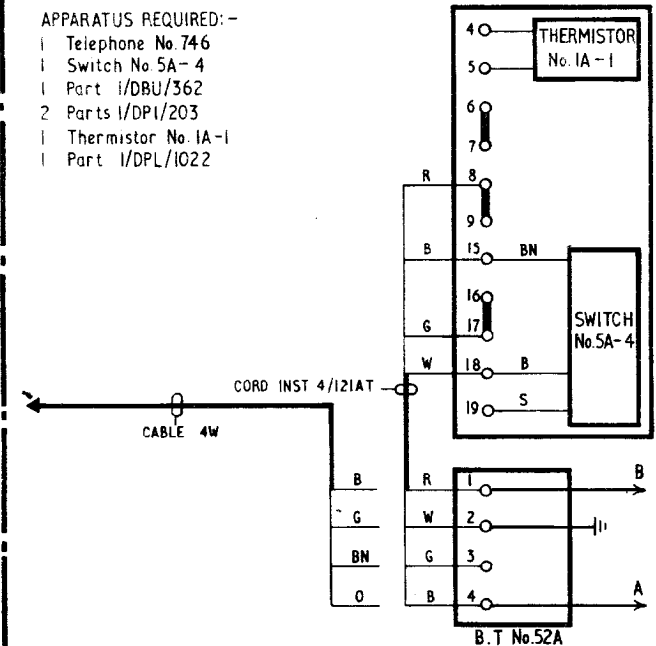 APPARATUS REQUIRED:-
1 Telephone No.746
1 Switch No.5A-4
1 Part 1/DBU/362
2 Parts 1/DPI/203
1 Thermistor No.1A-1
1 Part 1/DPL/1022
4
THERMISTOR
No.1A-1
5
6
7
R 8
9
B 15 BN
16
G 17
SWITCH
No.5A-4
W 18 B
CORD INST 4/121AT
19 S
CABLE 4W
B R 1 B
G W 2
BN G 3
O B 4 A
B.T No.52A